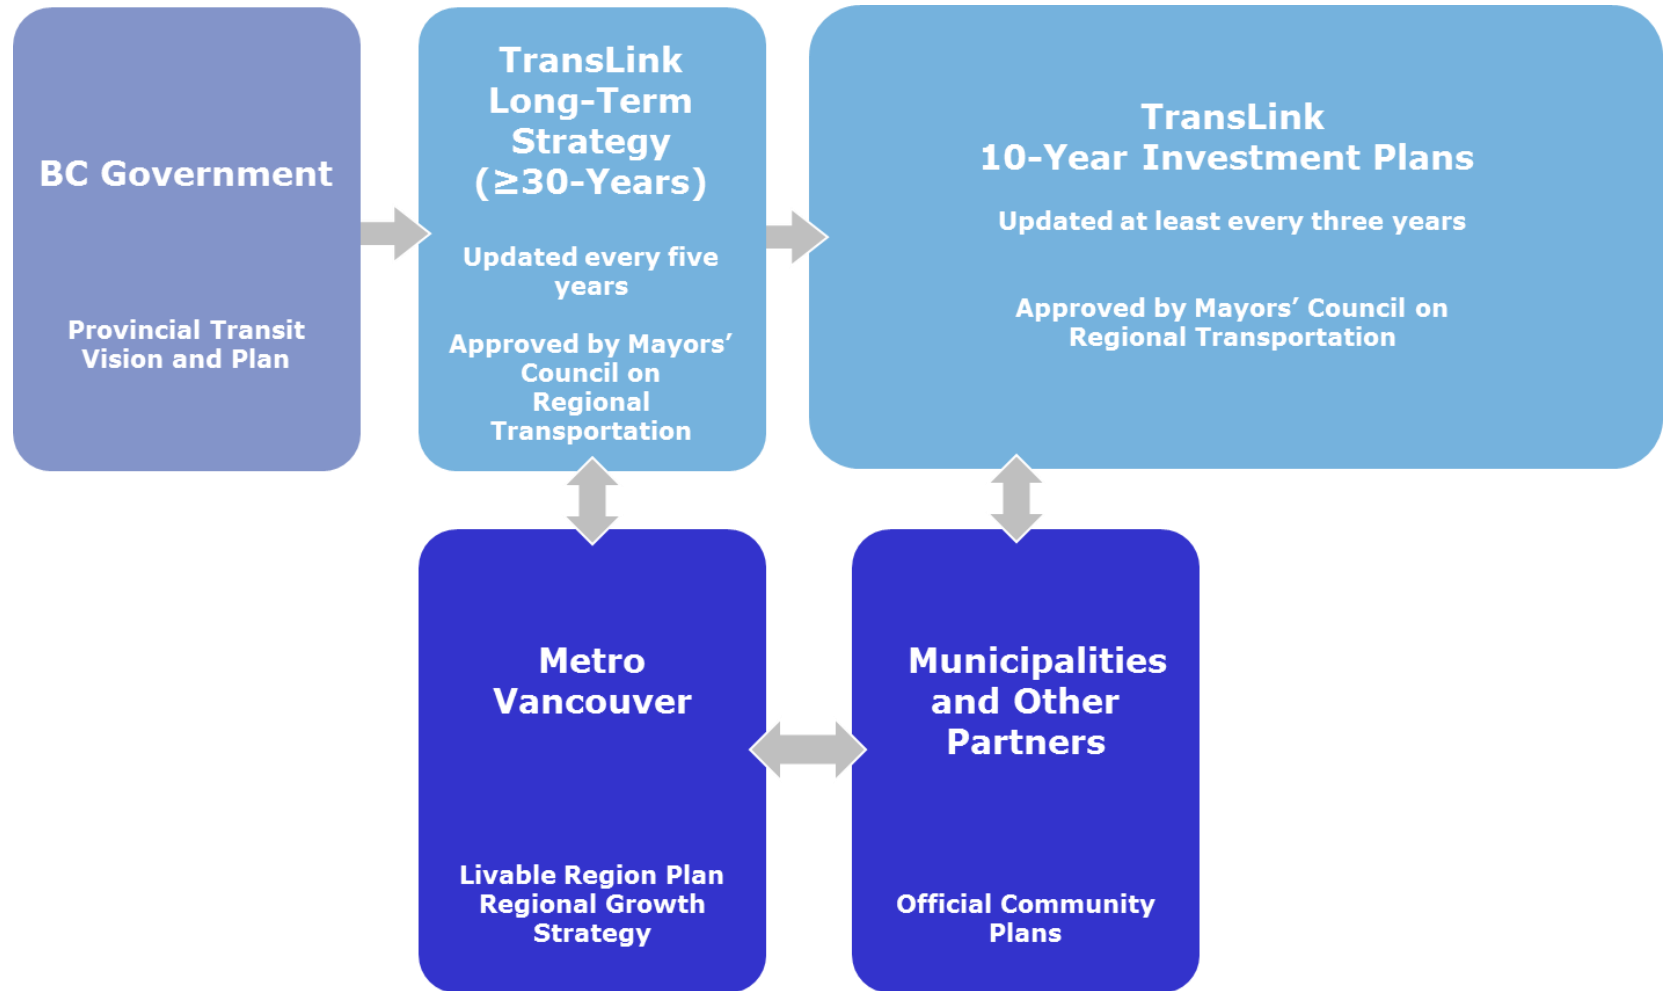 BC Government
Provincial Transit
Vision and Plan
TransLink
Long-Term
Strategy
(≥30-Years)
Updated every five
years
Approved by Mayors’
Council on
Regional
Transportation
TransLink
10-Year Investment Plans
Updated at least every three years
Approved by Mayors’ Council on
Regional Transportation
Metro
Vancouver
Livable Region Plan
Regional Growth
Strategy
Municipalities
and Other
Partners
Official Community
Plans